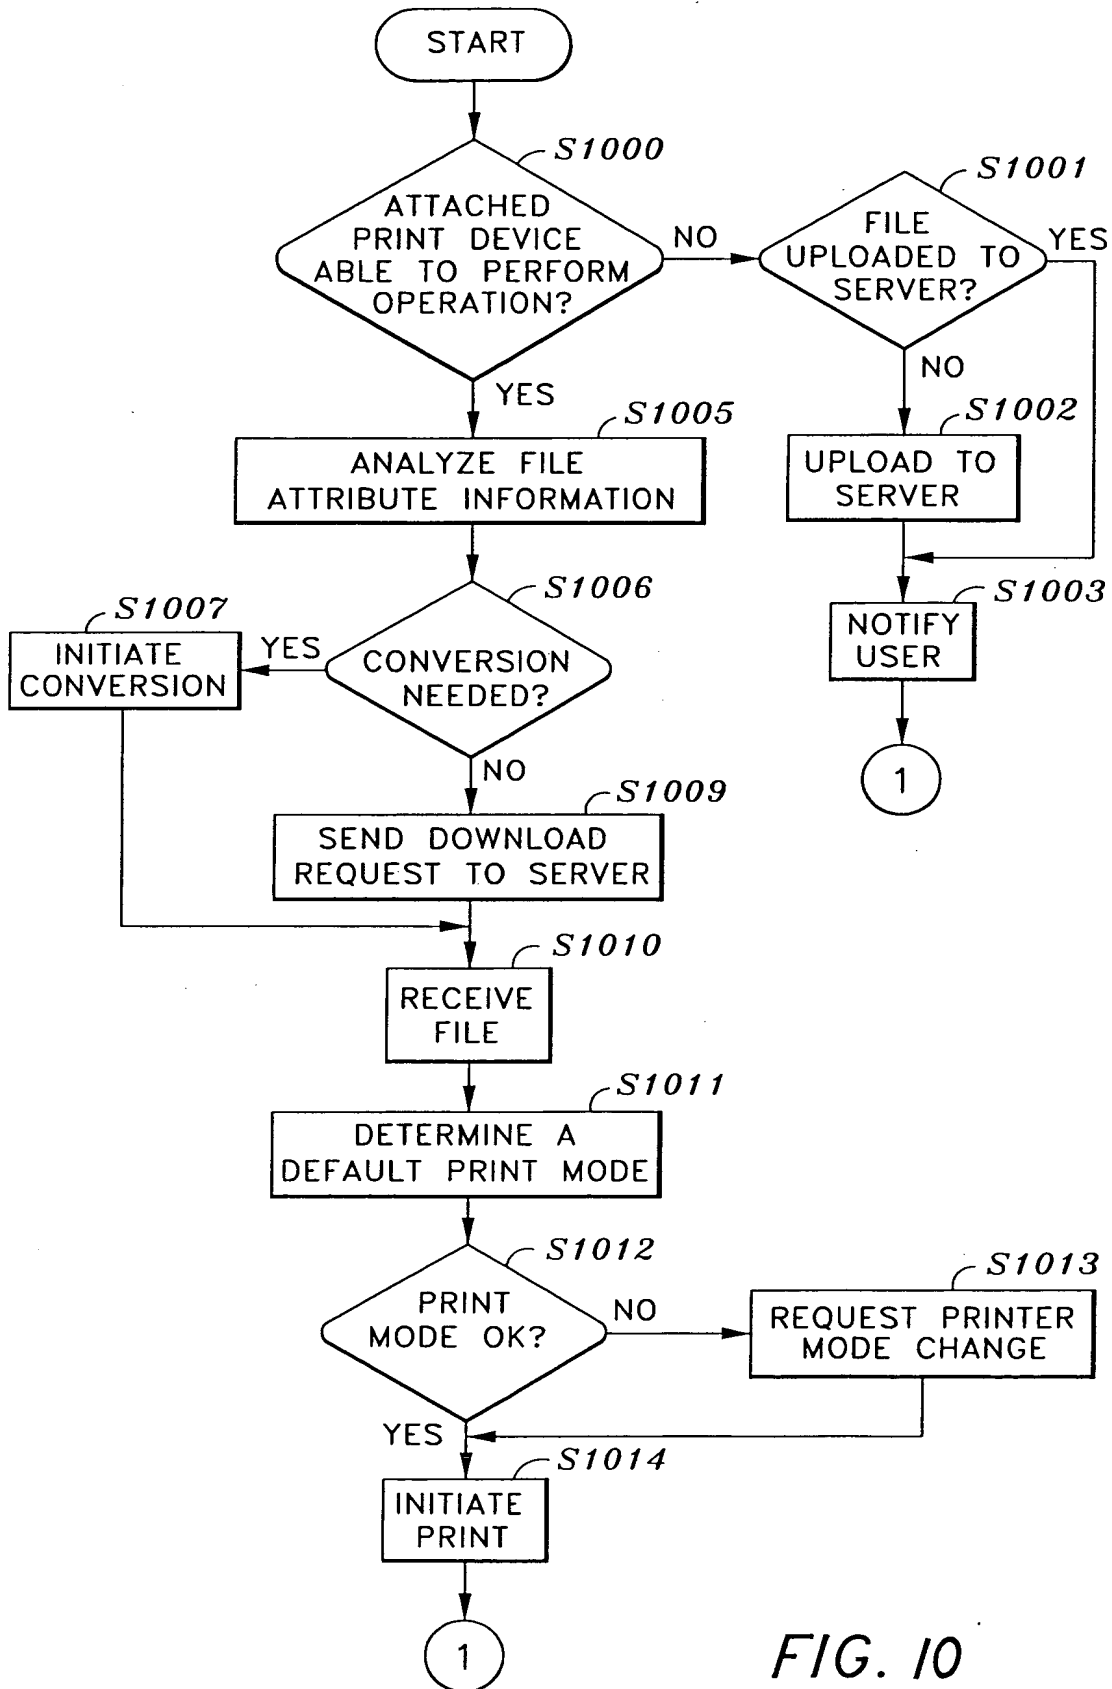 START
S1000
ATTACHED
PRINT DEVICE
ABLE TO PERFORM
OPERATION?
NO
S1001
FILE
UPLOADED TO
SERVER?
YES
NO
YES
S1002
UPLOAD TO
SERVER
S1005
ANALYZE FILE
ATTRIBUTE INFORMATION
S1003
NOTIFY
USER
1
S1006
CONVERSION
NEEDED?
YES
S1007
INITIATE
CONVERSION
NO
S1009
SEND DOWNLOAD
REQUEST TO SERVER
S1010
RECEIVE
FILE
S1011
DETERMINE A
DEFAULT PRINT MODE
S1012
PRINT
MODE OK?
NO
S1013
REQUEST PRINTER
MODE CHANGE
YES
S1014
INITIATE
PRINT
1
FIG. 10